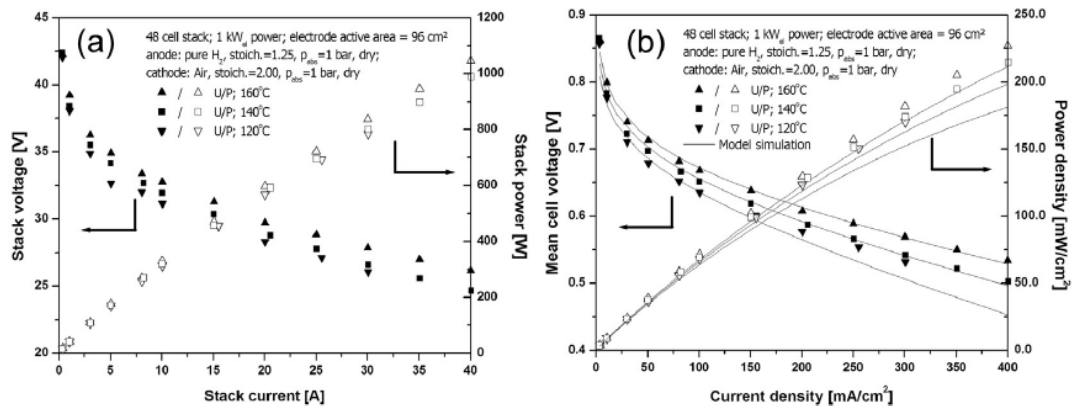 (a)
48 cell stack; 1 kWel power; electrode active area = 96 cm²
anode: pure H2, stoich.=1.25, pabs=1 bar, dry;
cathode: Air, stoich.=2.00, pabs=1 bar, dry
▲ / △ U/P; 160°C
■ / □ U/P; 140°C
▼ / ▽ U/P; 120°C
Stack voltage [V]
45
40
35
30
25
20
0 5 10 15 20 25 30 35 40
Stack current [A]
1200
1000
800
600
400
200
0
Stack power [W]
(b)
48 cell stack; 1 kWel power; electrode active area = 96 cm²
anode: pure H2, stoich.=1.25, pabs=1 bar, dry;
cathode: Air, stoich.=2.00, pabs=1 bar, dry
▲ / △ U/P; 160°C
■ / □ U/P; 140°C
▼ / ▽ U/P; 120°C
Model simulation
Mean cell voltage [V]
0.9
0.8
0.7
0.6
0.5
0.4
0 50 100 150 200 250 300 350 400
Current density [mA/cm²]
250.0
200.0
150.0
100.0
50.0
0.0
Power density [mW/cm²]